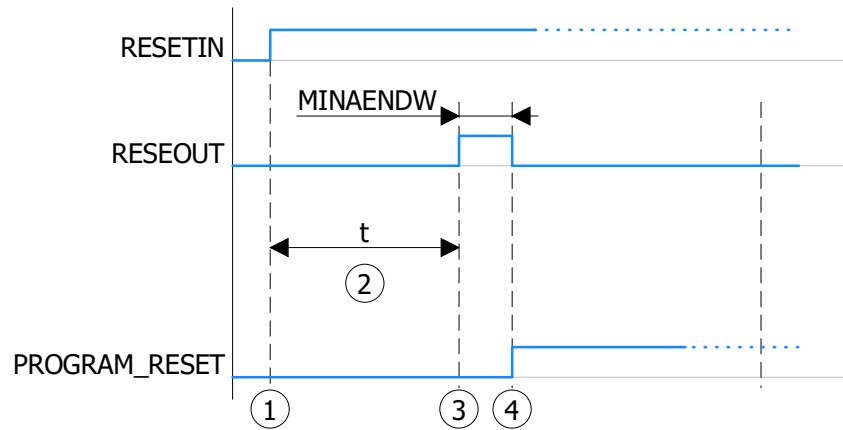 RESETIN
MINAENDW
RESEOUT
t
2
PROGRAM_RESET
1 3 4